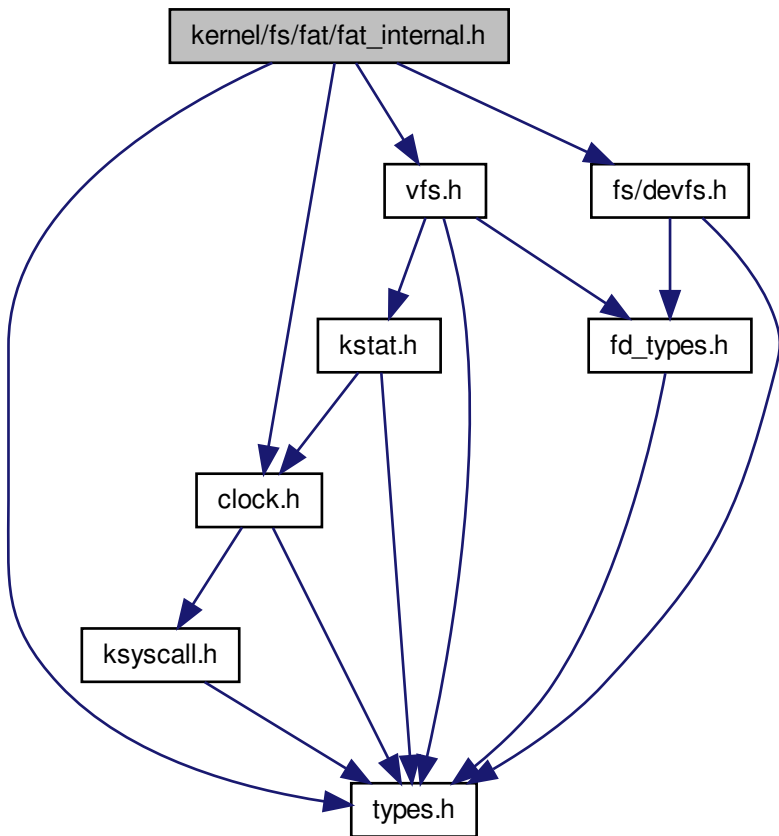 kernel/fs/fat/fat_internal.h
vfs.h
fs/devfs.h
kstat.h
fd_types.h
clock.h
ksyscall.h
types.h